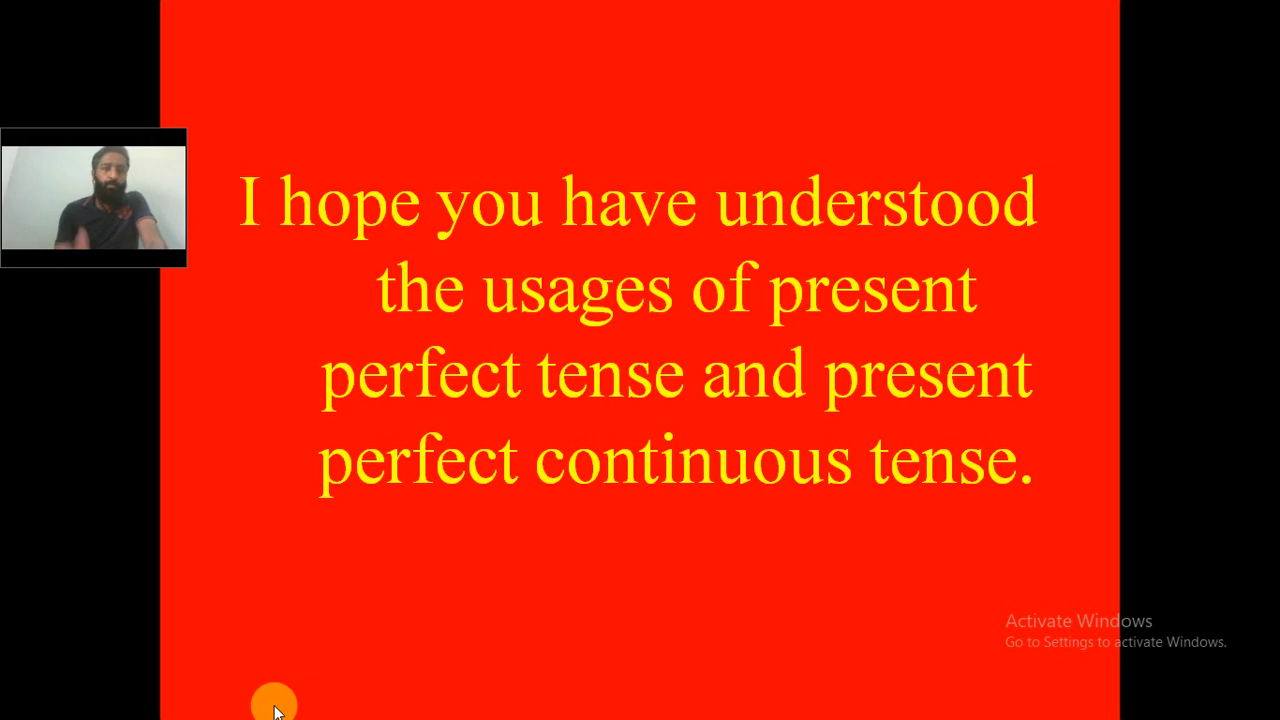 I hope you have understood
the usages of present
perfect tense and present
perfect continuous tense.
Activate Windows
Go to Settings to activate Windows.